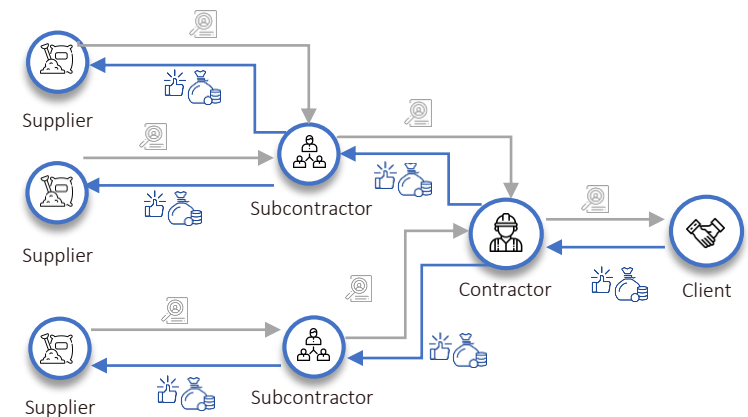 Supplier
Supplier
Subcontractor
Contractor
Client
Subcontractor
Supplier